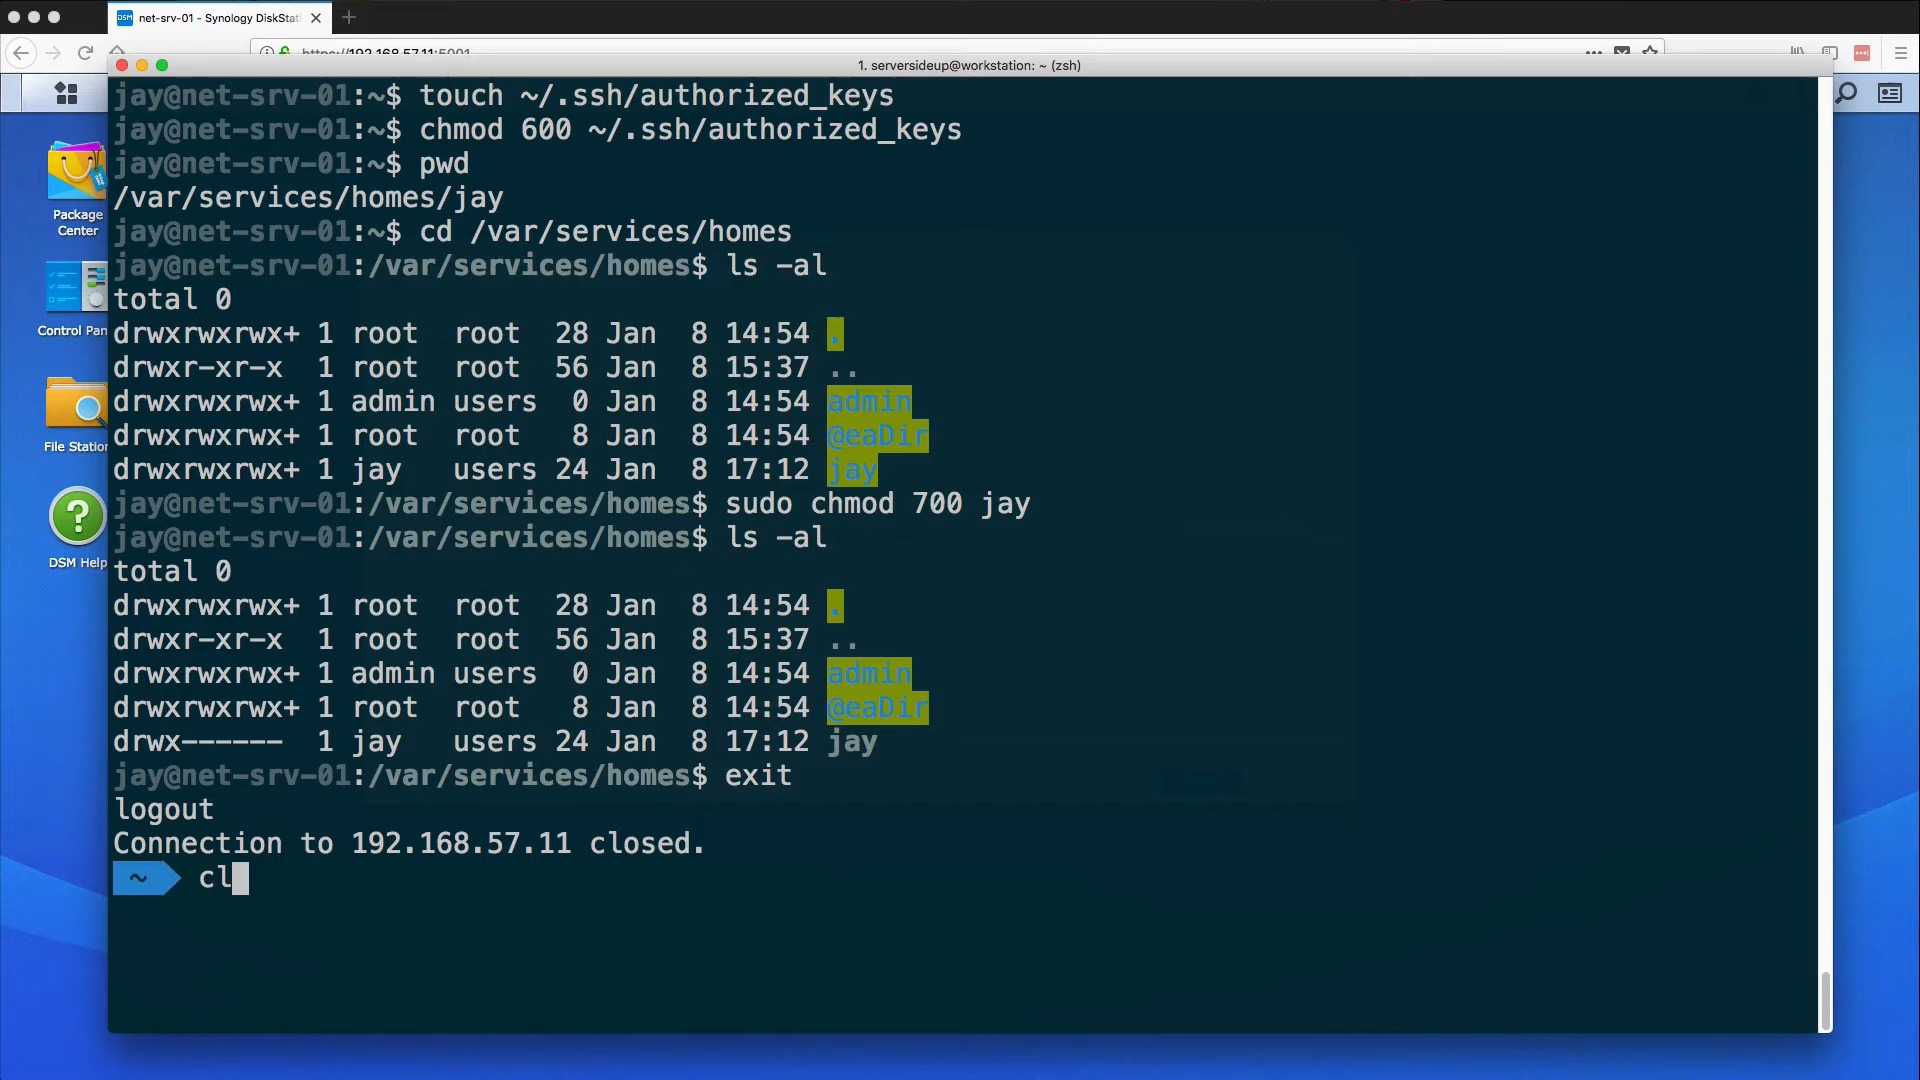 net-srv-01 - Synology DiskStati
https://192.168.57.11:5001
1. serversideup@workstation: ~ (zsh)
Package
Center
Control Pan
File Station
DSM Help
jay@net-srv-01:~$ touch ~/.ssh/authorized_keys
jay@net-srv-01:~$ chmod 600 ~/.ssh/authorized_keys
jay@net-srv-01:~$ pwd
/var/services/homes/jay
jay@net-srv-01:~$ cd /var/services/homes
jay@net-srv-01:/var/services/homes$ ls -al
total 0
drwxrwxrwx+ 1 root  root  28 Jan  8 14:54 .
drwxr-xr-x  1 root  root  56 Jan  8 15:37 ..
drwxrwxrwx+ 1 admin users  0 Jan  8 14:54 admin
drwxrwxrwx+ 1 root  root   8 Jan  8 14:54 @eaDir
drwxrwxrwx+ 1 jay   users 24 Jan  8 17:12 jay
jay@net-srv-01:/var/services/homes$ sudo chmod 700 jay
jay@net-srv-01:/var/services/homes$ ls -al
total 0
drwxrwxrwx+ 1 root  root  28 Jan  8 14:54 .
drwxr-xr-x  1 root  root  56 Jan  8 15:37 ..
drwxrwxrwx+ 1 admin users  0 Jan  8 14:54 admin
drwxrwxrwx+ 1 root  root   8 Jan  8 14:54 @eaDir
drwx------  1 jay   users 24 Jan  8 17:12 jay
jay@net-srv-01:/var/services/homes$ exit
logout
Connection to 192.168.57.11 closed.
~ cl